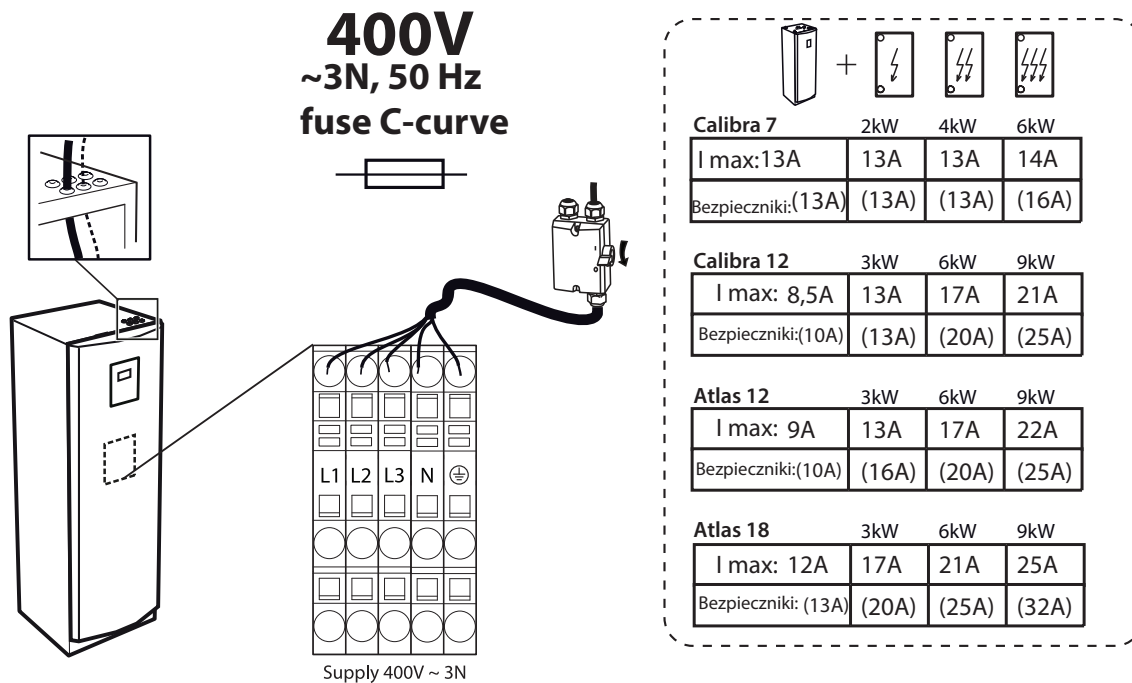 400V
~3N, 50 Hz
fuse C-curve
I
0
L1 L2 L3 N
Supply 400V ~ 3N
+
Calibra 7 2kW 4kW 6kW
I max:13A 13A 13A 14A
Bezpieczniki:(13A) (13A) (13A) (16A)
Calibra 12 3kW 6kW 9kW
I max: 8,5A 13A 17A 21A
Bezpieczniki:(10A) (13A) (20A) (25A)
Atlas 12 3kW 6kW 9kW
I max: 9A 13A 17A 22A
Bezpieczniki:(10A) (16A) (20A) (25A)
Atlas 18 3kW 6kW 9kW
I max: 12A 17A 21A 25A
Bezpieczniki: (13A) (20A) (25A) (32A)